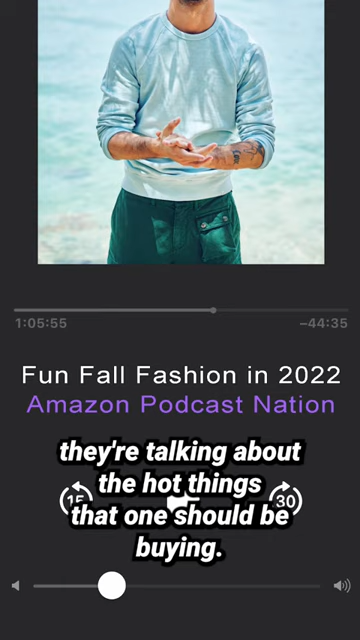 1:05:55 –44:35
Fun Fall Fashion in 2022
Amazon Podcast Nation
they're talking about
the hot things
15 30
that one should be
buying.